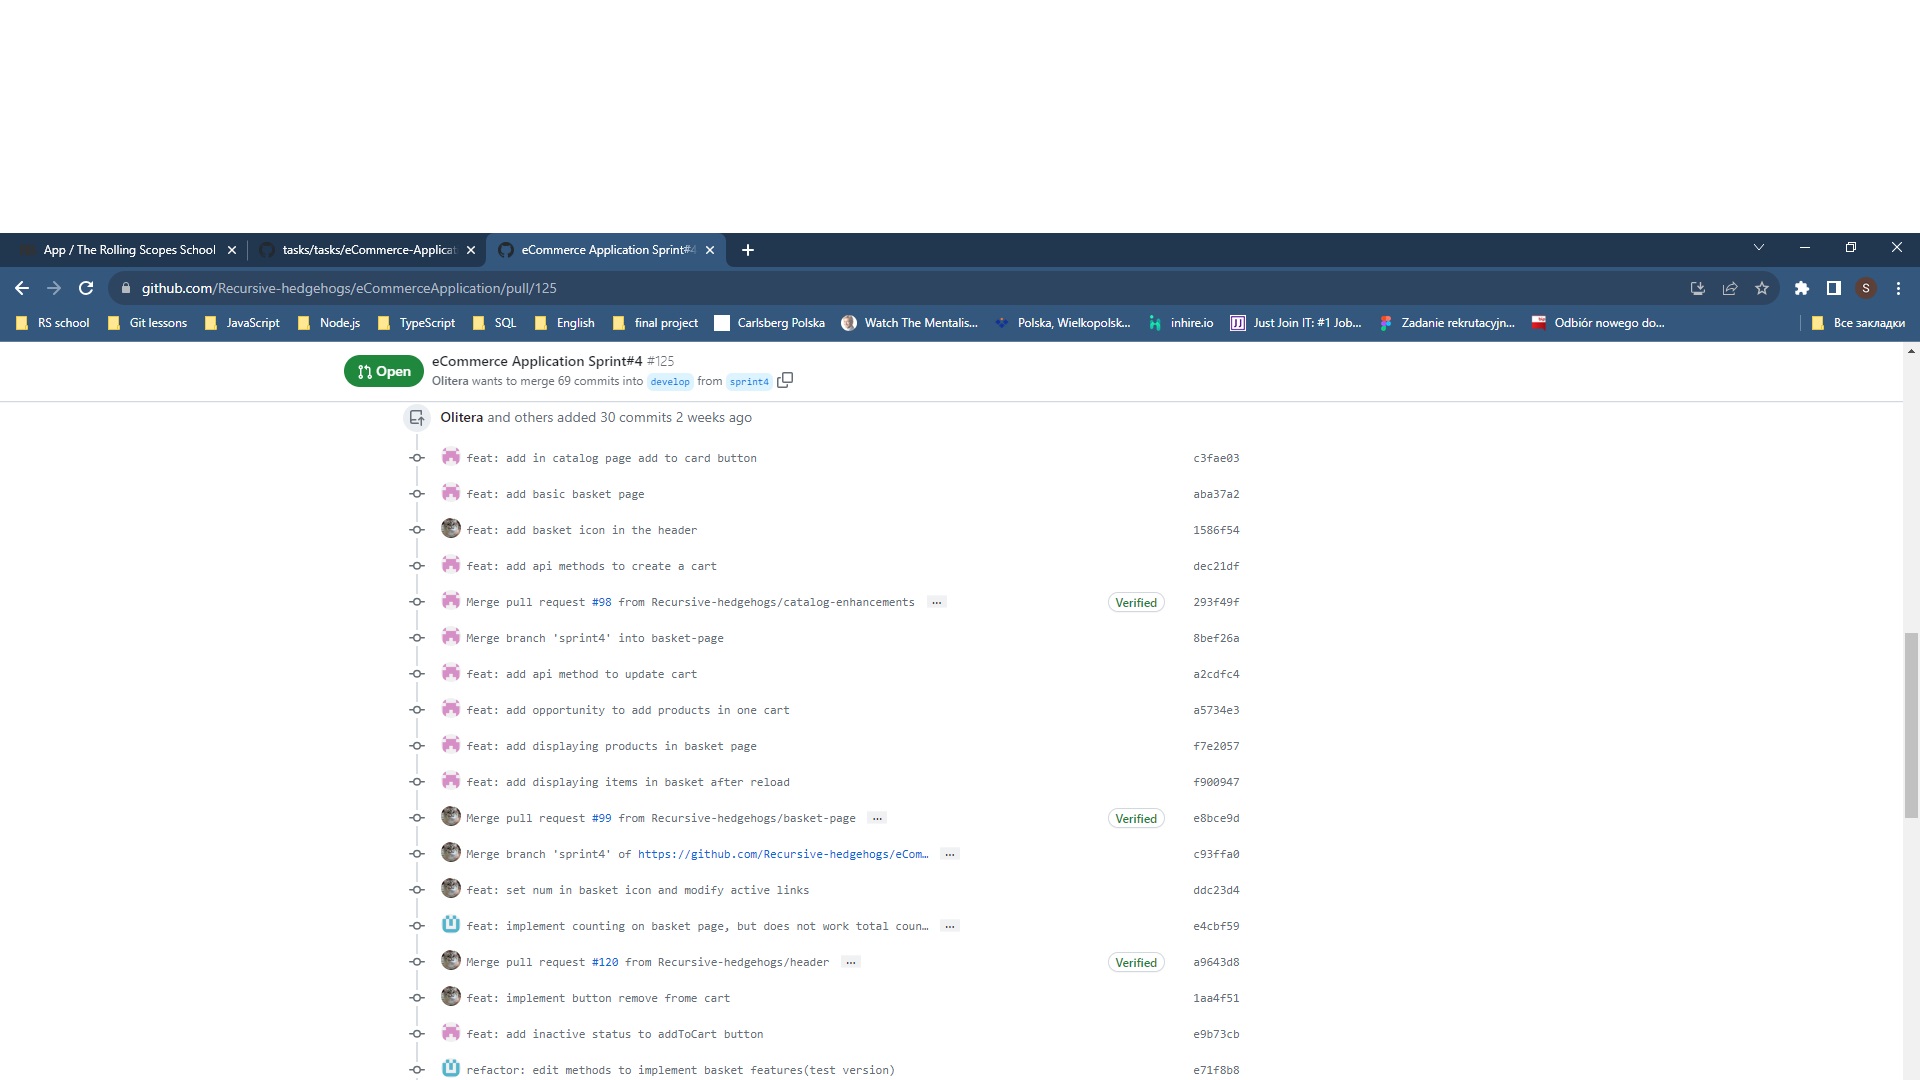 App / The Rolling Scopes School
tasks/tasks/eCommerce-Applicat
eCommerce Application Sprint#4
github.com/Recursive-hedgehogs/eCommerceApplication/pull/125
S
RS school
Git lessons
JavaScript
Node.js
TypeScript
SQL
English
final project
Carlsberg Polska
Watch The Mentalis...
Polska, Wielkopolsk...
inhire.io
Just Join IT: #1 Job...
Zadanie rekrutacyjn...
Odbiór nowego do...
Все закладки
Open
eCommerce Application Sprint#4 #125
Olitera wants to merge 69 commits into develop from sprint4
Olitera and others added 30 commits 2 weeks ago
feat: add in catalog page add to card button c3fae03
feat: add basic basket page aba37a2
feat: add basket icon in the header 1586f54
feat: add api methods to create a cart dec21df
Merge pull request #98 from Recursive-hedgehogs/catalog-enhancements ... Verified 293f49f
Merge branch 'sprint4' into basket-page 8bef26a
feat: add api method to update cart a2cdfc4
feat: add opportunity to add products in one cart a5734e3
feat: add displaying products in basket page f7e2057
feat: add displaying items in basket after reload f900947
Merge pull request #99 from Recursive-hedgehogs/basket-page ... Verified e8bce9d
Merge branch 'sprint4' of https://github.com/Recursive-hedgehogs/eCom… ... c93ffa0
feat: set num in basket icon and modify active links ddc23d4
feat: implement counting on basket page, but does not work total coun… ... e4cbf59
Merge pull request #120 from Recursive-hedgehogs/header ... Verified a9643d8
feat: implement button remove frome cart 1aa4f51
feat: add inactive status to addToCart button e9b73cb
refactor: edit methods to implement basket features(test version) e71f8b8